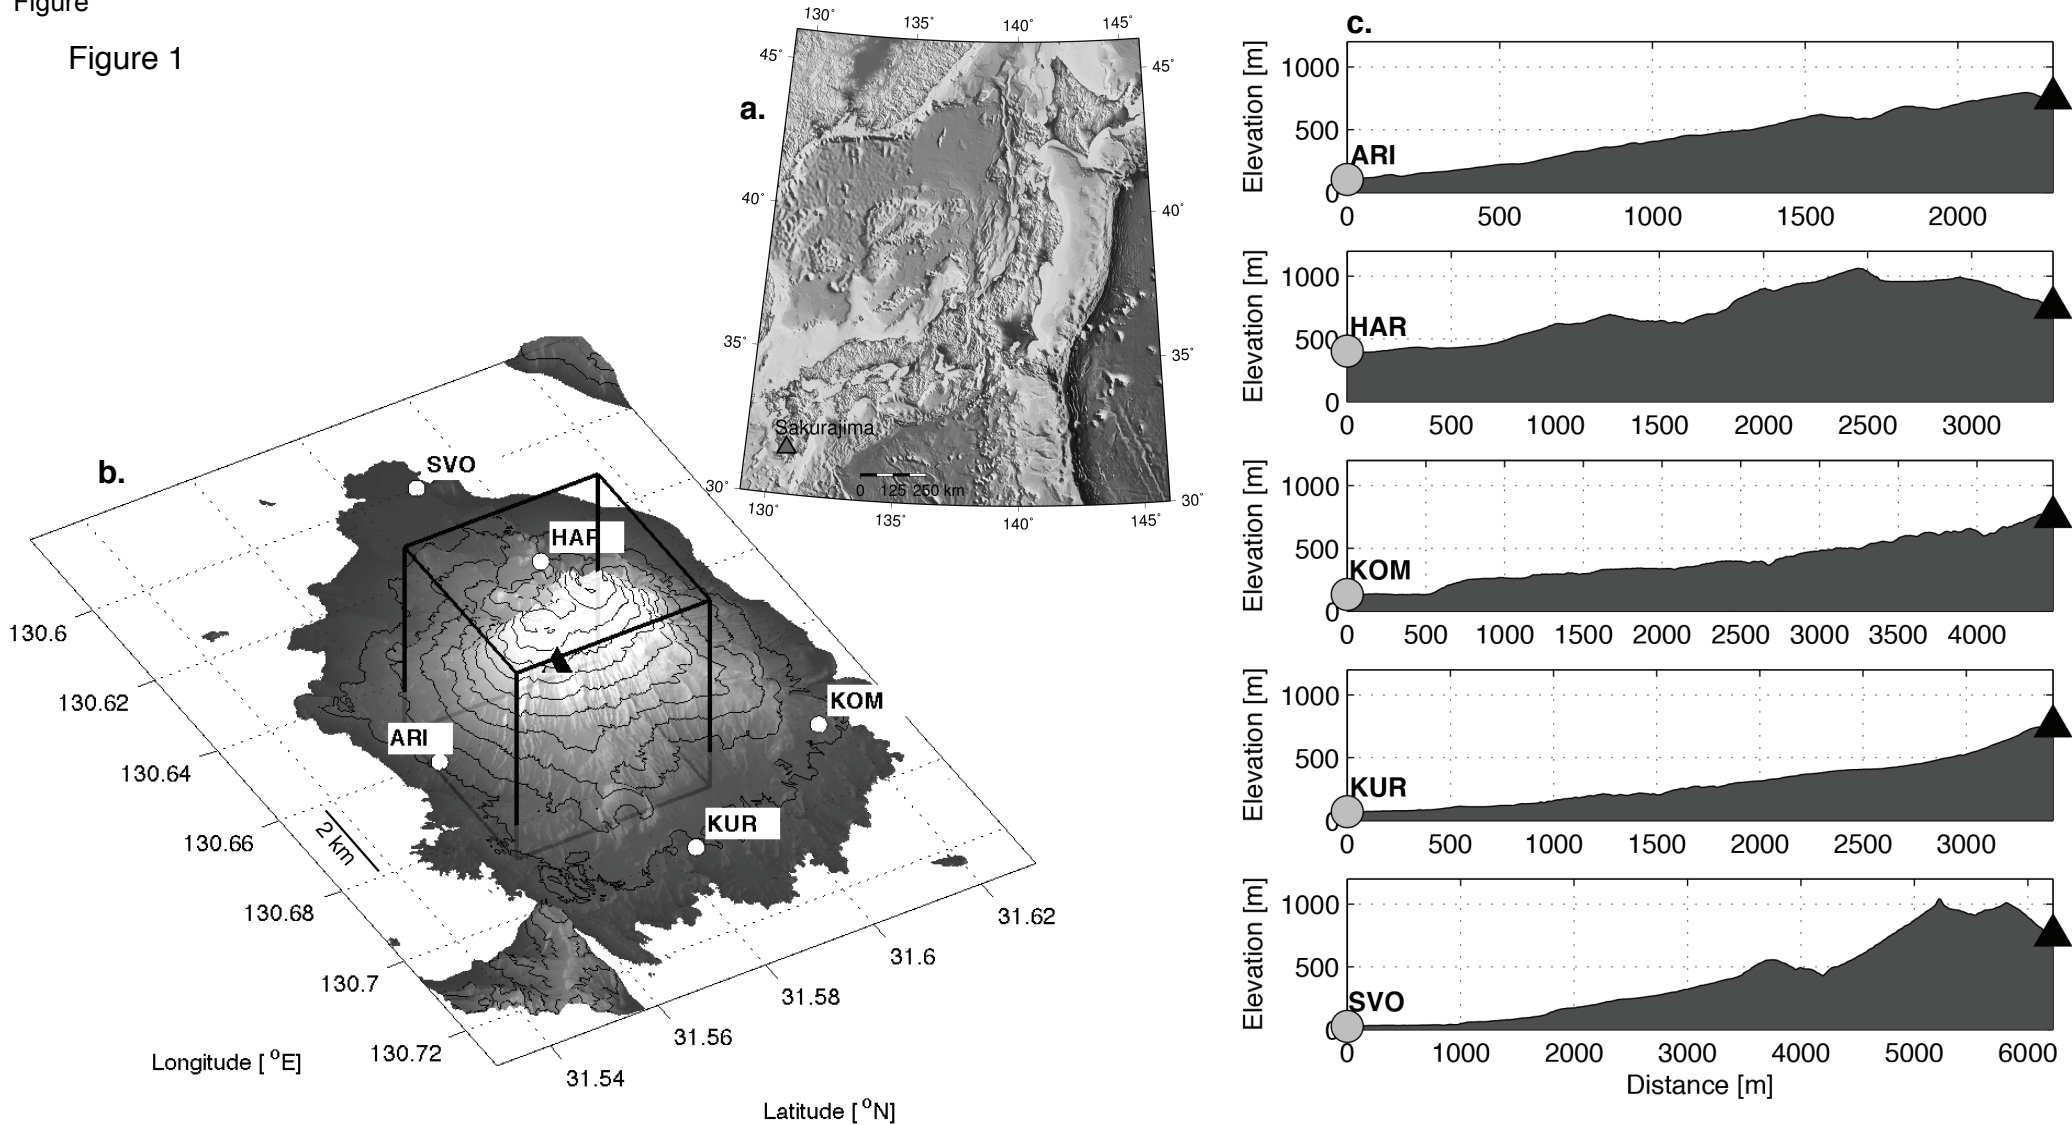 Figure
Figure 1
a.
130° 135° 140° 145°
45° 45°
40° 40°
35° 35°
30° 30°
130° 135° 140° 145°
Sakurajima
0 125 250 km
b.
SVO
HAR
KOM
ARI
KUR
2 km
130.6
130.62
130.64
130.66
130.68
130.7
130.72
Longitude [ °E]
31.54
31.56
31.58
31.6
31.62
Latitude [ °N]
c.
Elevation [m]
1000
500
0
ARI
0 500 1000 1500 2000
Elevation [m]
1000
500
0
HAR
0 500 1000 1500 2000 2500 3000
Elevation [m]
1000
500
0
KOM
0 500 1000 1500 2000 2500 3000 3500 4000
Elevation [m]
1000
500
0
KUR
0 500 1000 1500 2000 2500 3000
Elevation [m]
1000
500
0
SVO
0 1000 2000 3000 4000 5000 6000
Distance [m]